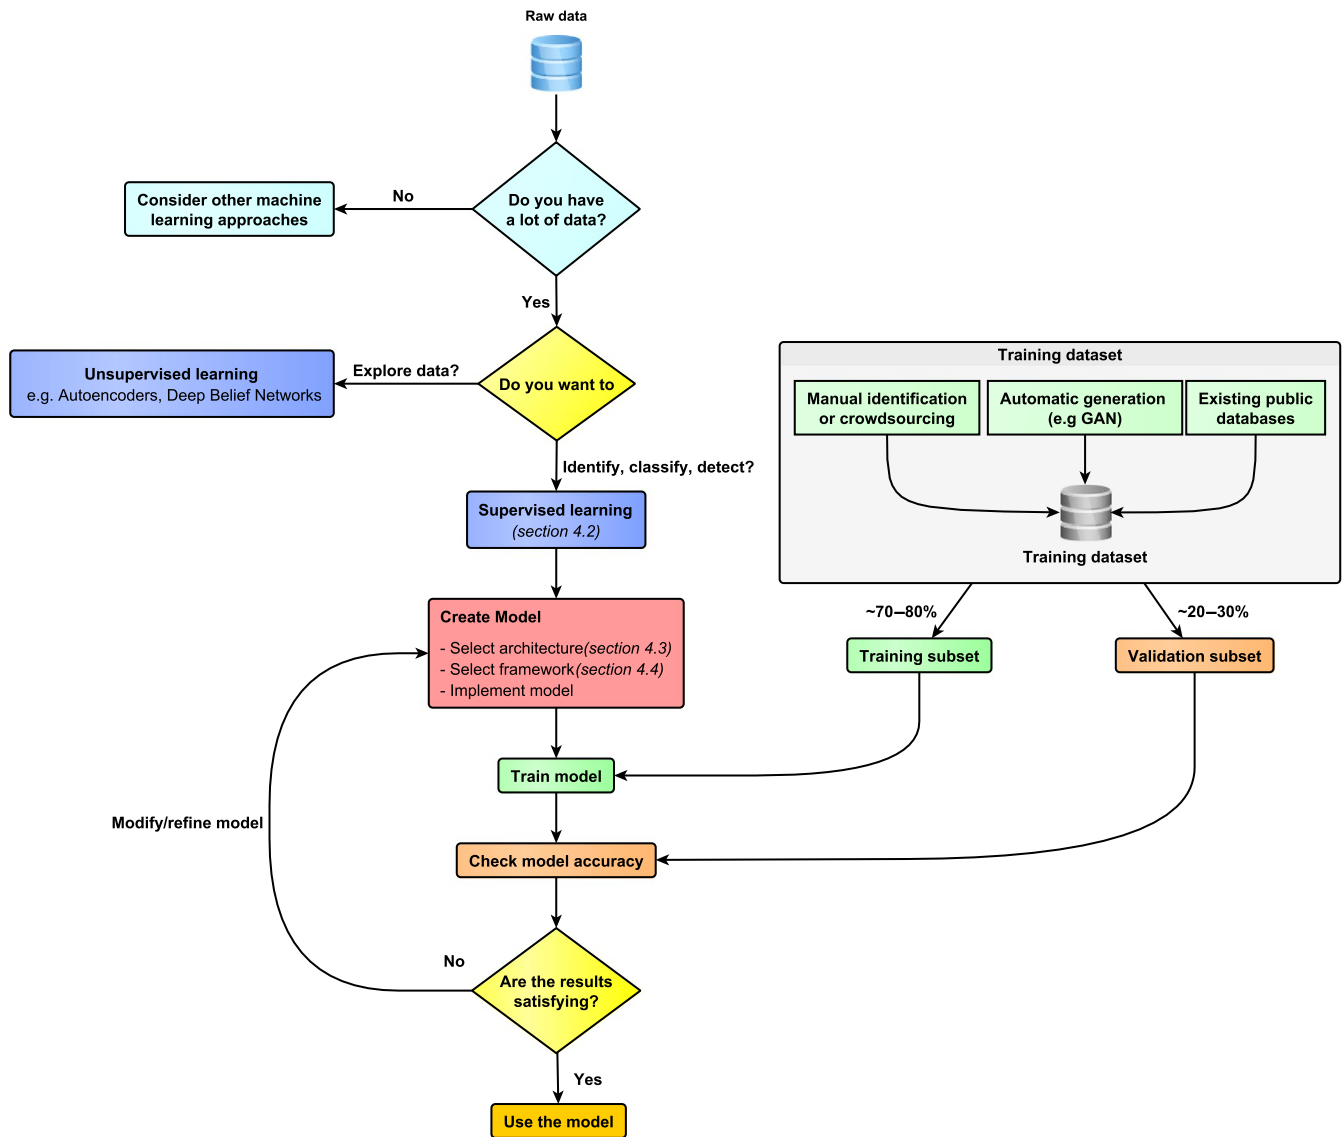 Raw data
Do you have
a lot of data?
No
Consider other machine
learning approaches
Yes
Do you want to
Explore data?
Unsupervised learning
e.g. Autoencoders, Deep Belief Networks
Identify, classify, detect?
Supervised learning
(section 4.2)
Create Model
- Select architecture(section 4.3)
- Select framework(section 4.4)
- Implement model
Train model
Check model accuracy
Are the results
satisfying?
No
Modify/refine model
Yes
Use the model
Training dataset
Manual identification
or crowdsourcing
Automatic generation
(e.g GAN)
Existing public
databases
Training dataset
~70–80%
~20–30%
Training subset
Validation subset